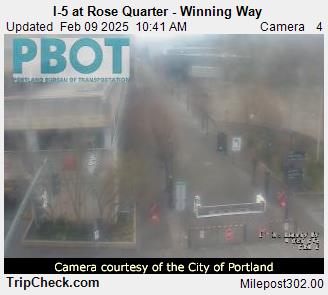 I-5 at Rose Quarter - Winning Way
Updated Feb 09 2025 10:41 AM Camera 4
PBOT
PORTLAND BUREAU OF TRANSPORTATION
Camera courtesy of the City of Portland
TripCheck.com Milepost302.00